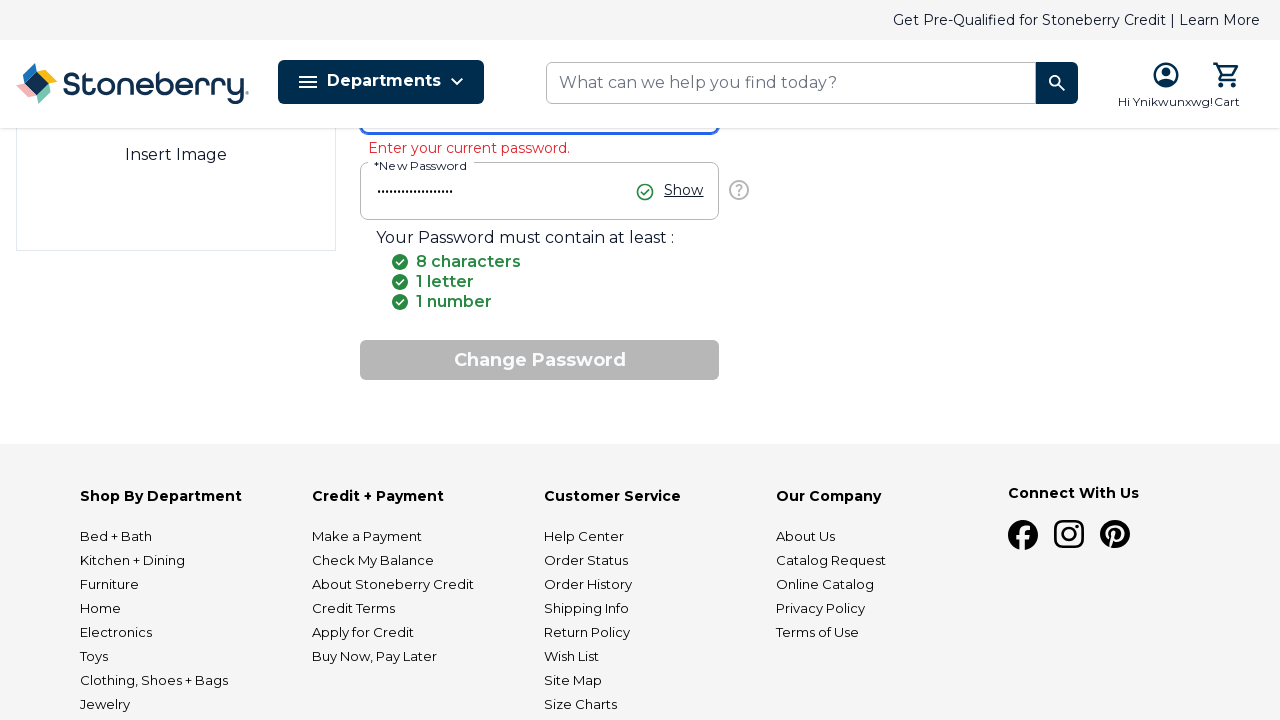 Get Pre-Qualified for Stoneberry Credit | Learn More
Stoneberry®
Departments
What can we help you find today?
Hi Ynikwunxwg!
Cart
Insert Image
Enter your current password.
*New Password
•••••••••••••••••••
Show
Your Password must contain at least :
8 characters
1 letter
1 number
Change Password
Shop By Department
Bed + Bath
Kitchen + Dining
Furniture
Home
Electronics
Toys
Clothing, Shoes + Bags
Jewelry
Credit + Payment
Make a Payment
Check My Balance
About Stoneberry Credit
Credit Terms
Apply for Credit
Buy Now, Pay Later
Customer Service
Help Center
Order Status
Order History
Shipping Info
Return Policy
Wish List
Site Map
Size Charts
Our Company
About Us
Catalog Request
Online Catalog
Privacy Policy
Terms of Use
Connect With Us